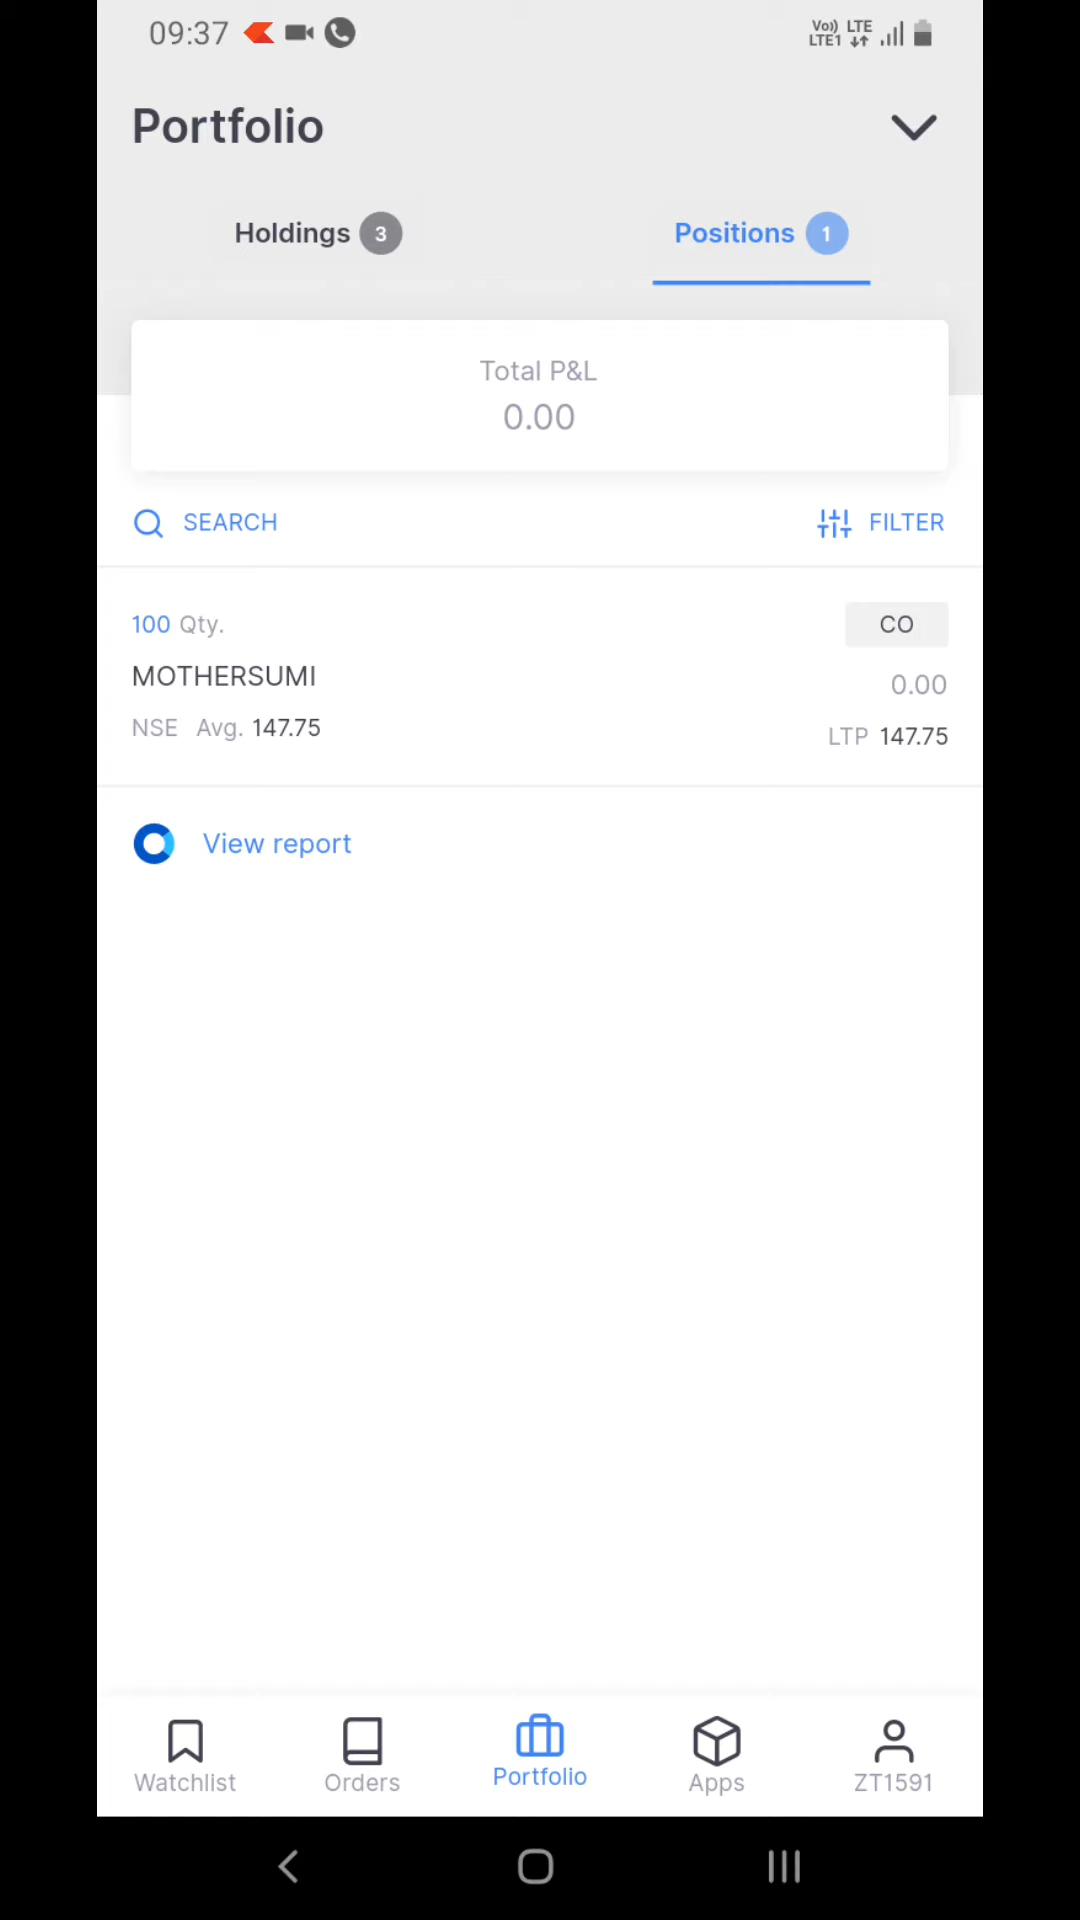 09:37
Vo)) LTE
LTE1
Portfolio
Holdings 3
Positions 1
Total P&L
0.00
SEARCH
FILTER
100 Qty.
CO
MOTHERSUMI
0.00
NSE Avg. 147.75
LTP 147.75
View report
Watchlist
Orders
Portfolio
Apps
ZT1591